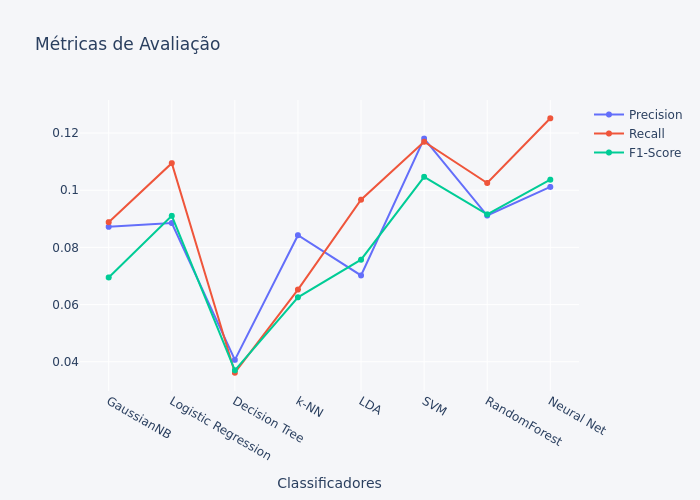 Métricas de Avaliação
Precision
Recall
F1-Score
0.12
0.1
0.08
0.06
0.04
GaussianNB
Logistic Regression
Decision Tree
k-NN
LDA
SVM
RandomForest
Neural Net
Classificadores